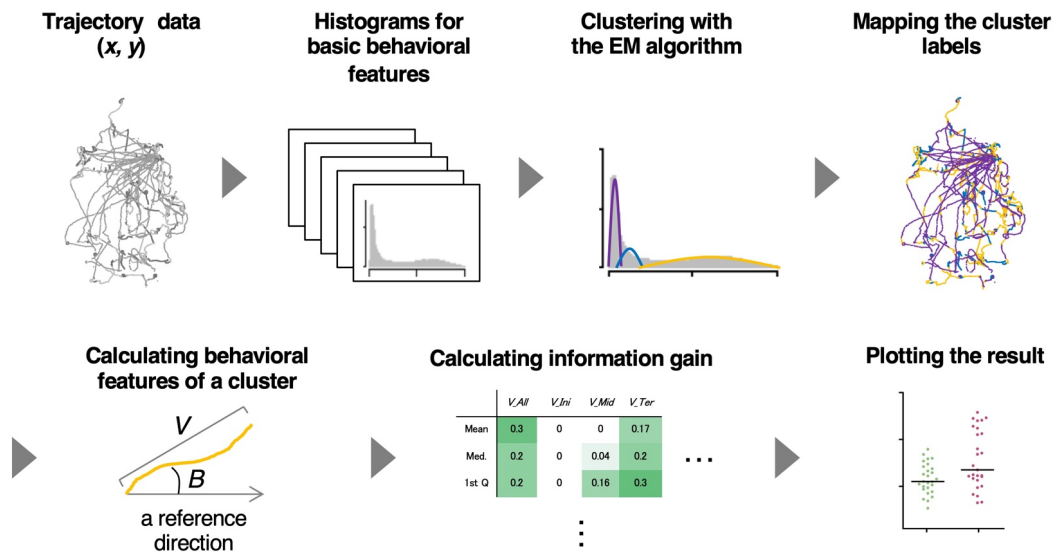 Trajectory data
(x, y)
Histograms for
basic behavioral
features
Clustering with
the EM algorithm
Mapping the cluster
labels
Calculating behavioral
features of a cluster
V
B
a reference
direction
Calculating information gain
V_All V_Ini V_Mid V_Ter
Mean 0.3 0 0 0.17
Med. 0.2 0 0.04 0.2
1st Q 0.2 0 0.16 0.3
...
⋮
Plotting the result